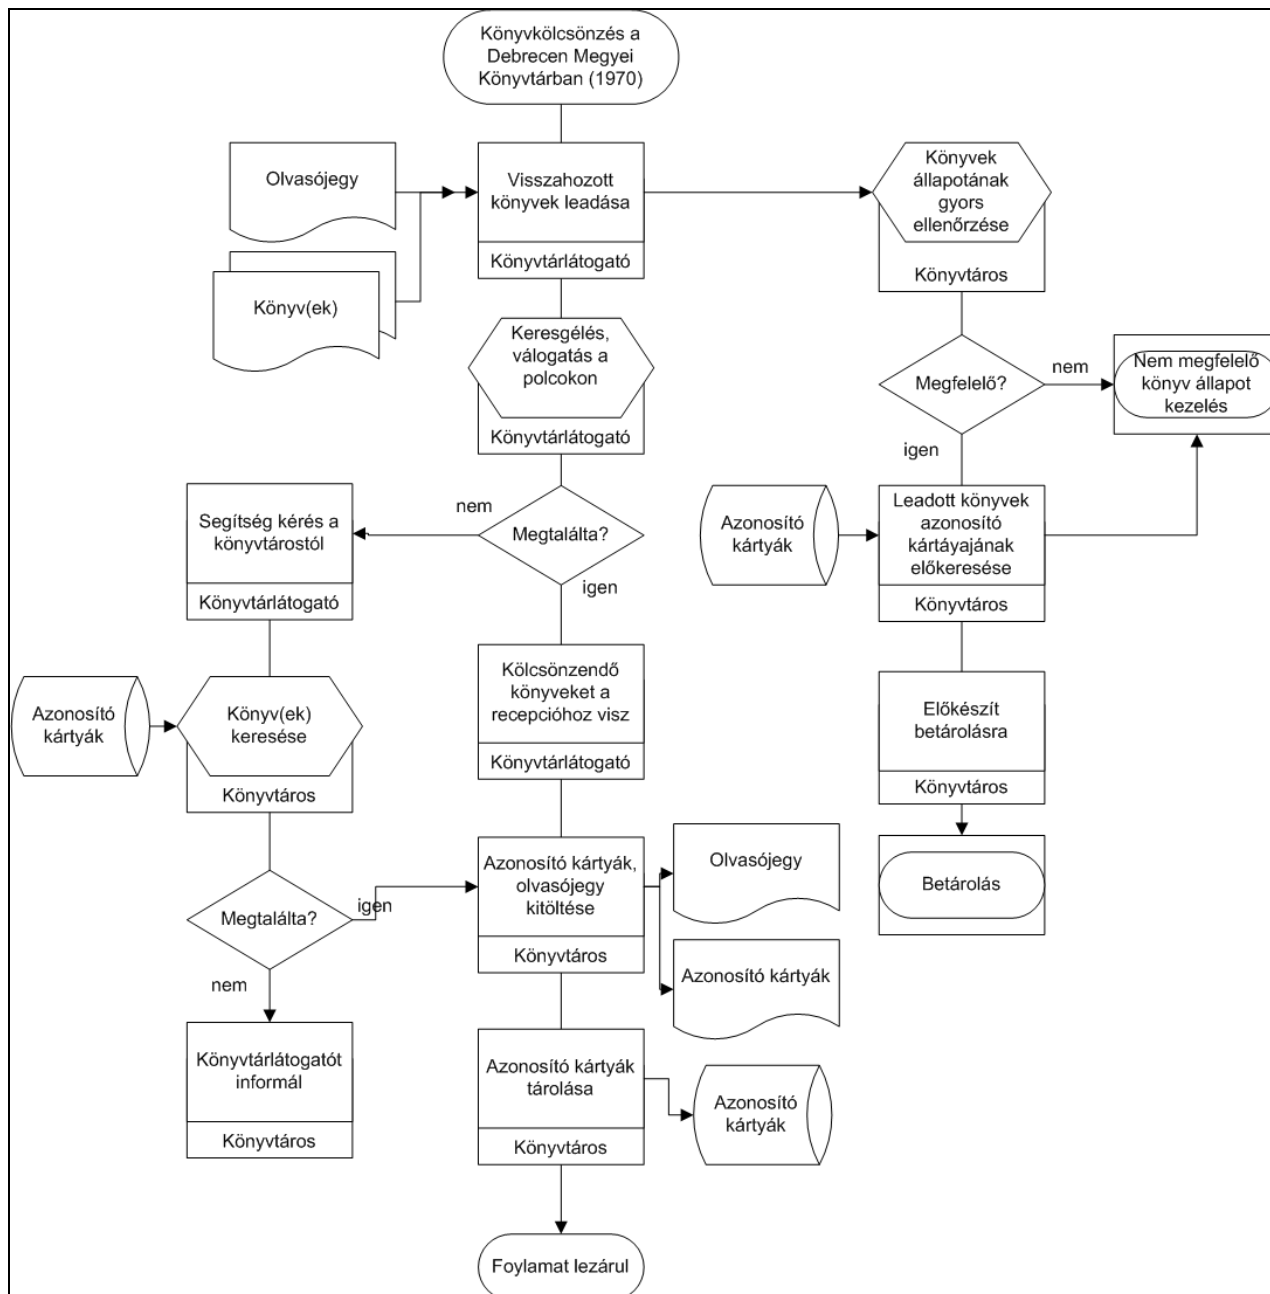 Könyvkölcsönzés a
Debrecen Megyei
Könyvtárban (1970)
Olvasójegy
Könyv(ek)
Visszahozott
könyvek leadása
Könyvtárlátogató
Könyvek
állapotának
gyors
ellenőrzése
Könyvtáros
Keresgélés,
válogatás a
polcokon
Könyvtárlátogató
Megfelelő?
nem
igen
Nem megfelelő
könyv állapot
kezelés
Segítség kérés a
könyvtárostól
Könyvtárlátogató
nem
Megtalálta?
igen
Azonosító
kártyák
Leadott könyvek
azonosító
kártáyajának
előkeresése
Könyvtáros
Azonosító
kártyák
Könyv(ek)
keresése
Könyvtáros
Kölcsönzendő
könyveket a
recepcióhoz visz
Könyvtárlátogató
Előkészít
betárolásra
Könyvtáros
Betárolás
Megtalálta?
igen
nem
Azonosító kártyák,
olvasójegy
kitöltése
Könyvtáros
Olvasójegy
Azonosító kártyák
Könyvtárlátogatót
informál
Könyvtáros
Azonosító kártyák
tárolása
Könyvtáros
Azonosító
kártyák
Foylamat lezárul